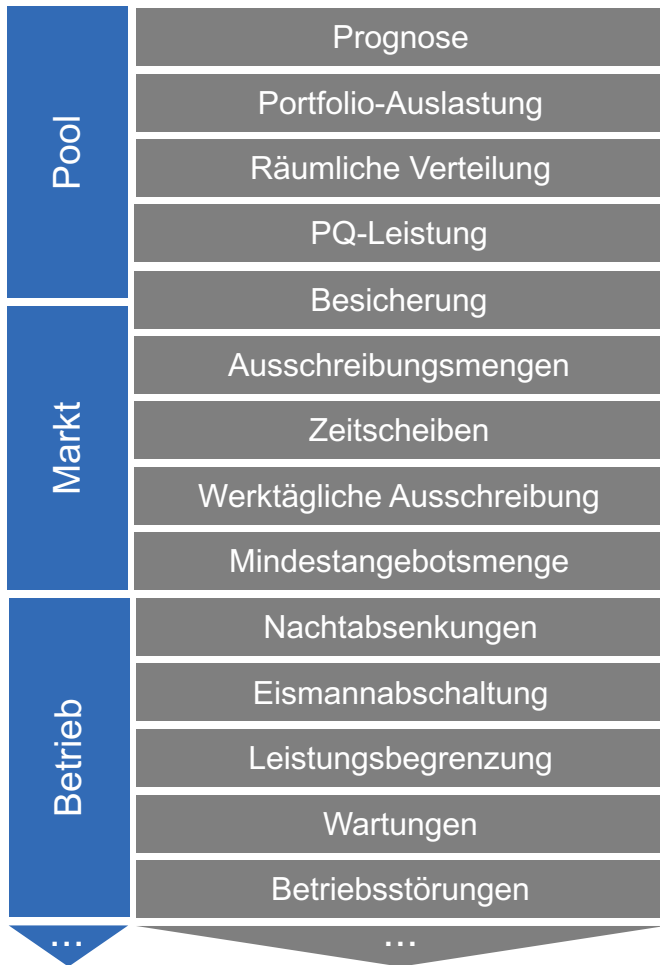 Pool
Prognose
Portfolio-Auslastung
Räumliche Verteilung
PQ-Leistung
Besicherung
Markt
Ausschreibungsmengen
Zeitscheiben
Werktägliche Ausschreibung
Mindestangebotsmenge
Betrieb
Nachtabsenkungen
Eismannabschaltung
Leistungsbegrenzung
Wartungen
Betriebsstörungen
...
...